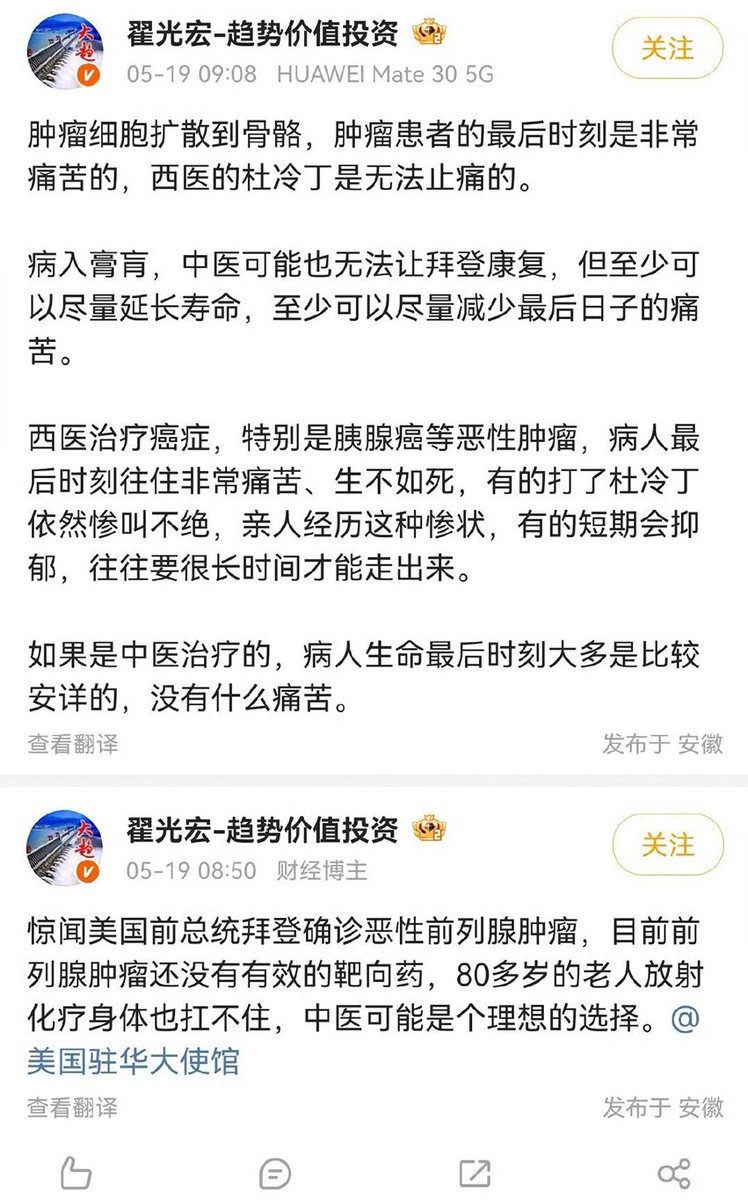 翟光宏-趋势价值投资
05-19 09:08 HUAWEI Mate 30 5G
关注
肿瘤细胞扩散到骨骼，肿瘤患者的最后时刻是非常
痛苦的，西医的杜冷丁是无法止痛的。
病入膏肓，中医可能也无法让拜登康复，但至少可
以尽量延长寿命，至少可以尽量减少最后日子的痛
苦。
西医治疗癌症，特别是胰腺癌等恶性肿瘤，病人最
后时刻往住非常痛苦、生不如死，有的打了杜冷丁
依然惨叫不绝，亲人经历这种惨状，有的短期会抑
郁，往往要很长时间才能走出来。
如果是中医治疗的，病人生命最后时刻大多是比较
安详的，没有什么痛苦。
查看翻译
发布于 安徽
翟光宏-趋势价值投资
05-19 08:50 财经博主
关注
惊闻美国前总统拜登确诊恶性前列腺肿瘤，目前前
列腺肿瘤还没有有效的靶向药，80多岁的老人放射
化疗身体也扛不住，中医可能是个理想的选择。@
美国驻华大使馆
查看翻译
发布于 安徽